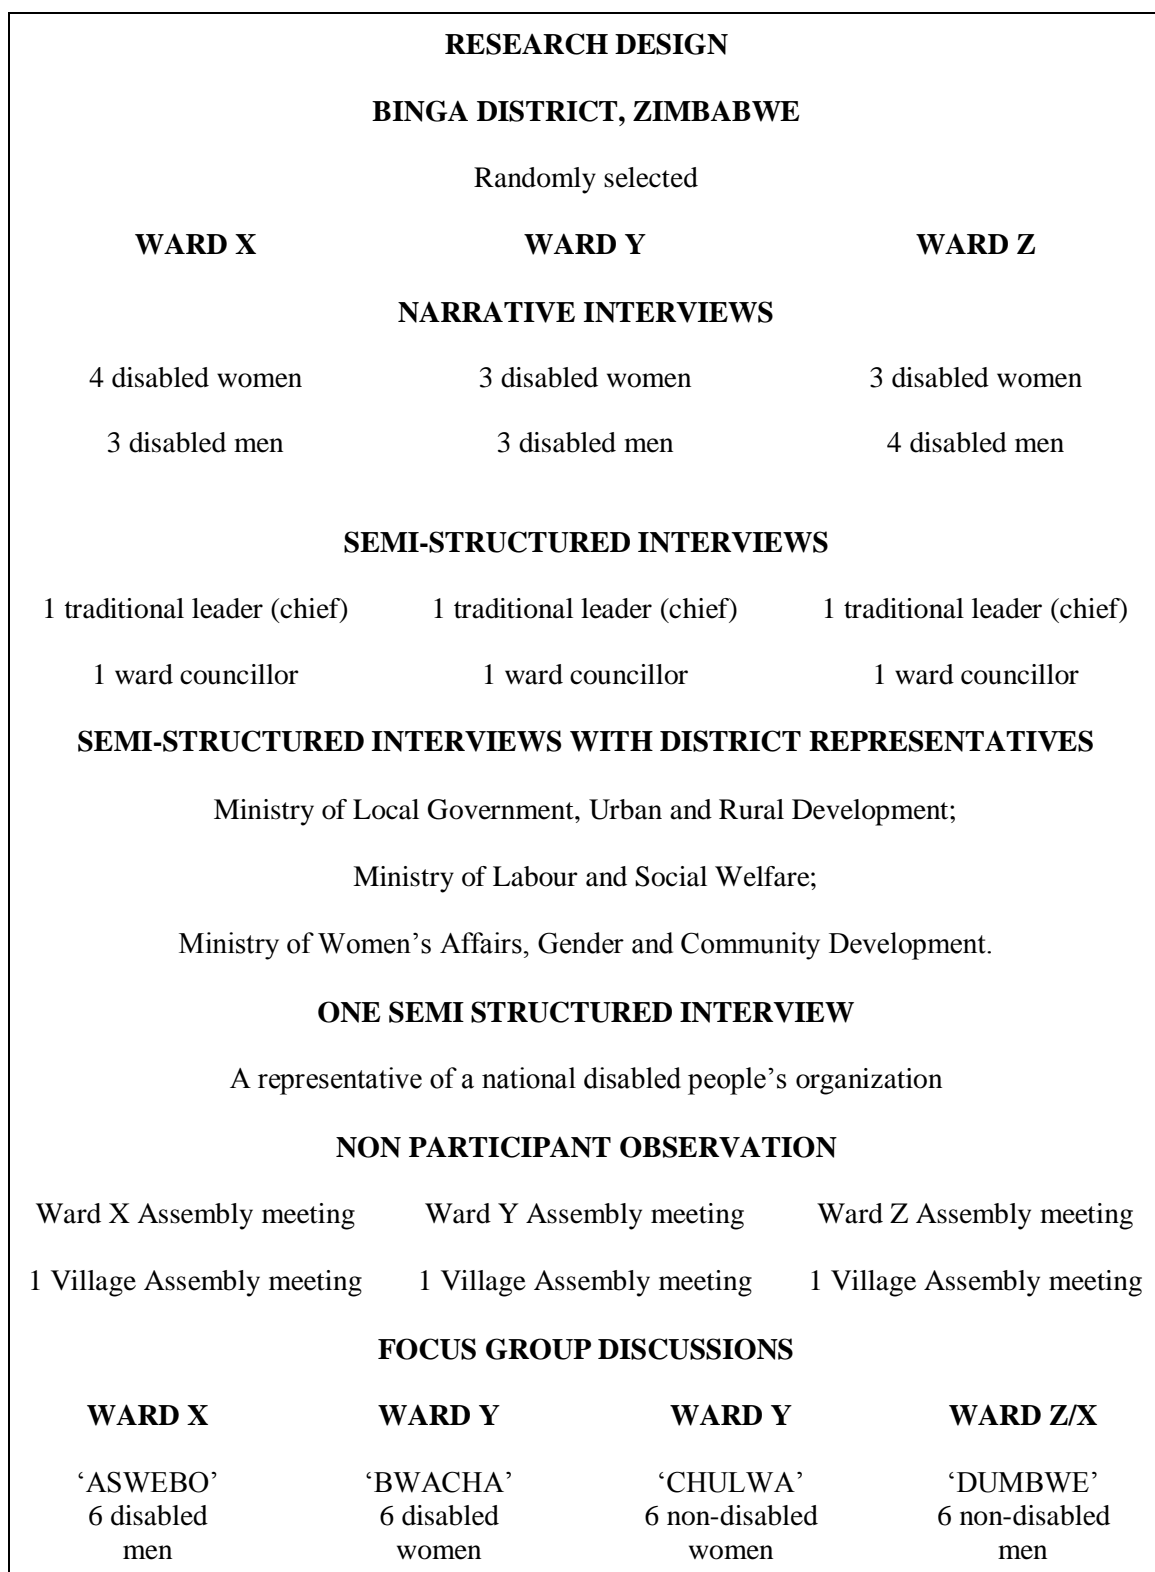 RESEARCH DESIGN
BINGA DISTRICT, ZIMBABWE
Randomly selected
WARD X WARD Y WARD Z
NARRATIVE INTERVIEWS
4 disabled women 3 disabled women 3 disabled women
3 disabled men 3 disabled men 4 disabled men
SEMI-STRUCTURED INTERVIEWS
1 traditional leader (chief) 1 traditional leader (chief) 1 traditional leader (chief)
1 ward councillor 1 ward councillor 1 ward councillor
SEMI-STRUCTURED INTERVIEWS WITH DISTRICT REPRESENTATIVES
Ministry of Local Government, Urban and Rural Development;
Ministry of Labour and Social Welfare;
Ministry of Women’s Affairs, Gender and Community Development.
ONE SEMI STRUCTURED INTERVIEW
A representative of a national disabled people’s organization
NON PARTICIPANT OBSERVATION
Ward X Assembly meeting Ward Y Assembly meeting Ward Z Assembly meeting
1 Village Assembly meeting 1 Village Assembly meeting 1 Village Assembly meeting
FOCUS GROUP DISCUSSIONS
WARD X WARD Y WARD Y WARD Z/X
‘ASWEBO’ ‘BWACHA’ ‘CHULWA’ ‘DUMBWE’
6 disabled 6 disabled 6 non-disabled 6 non-disabled
men women women men